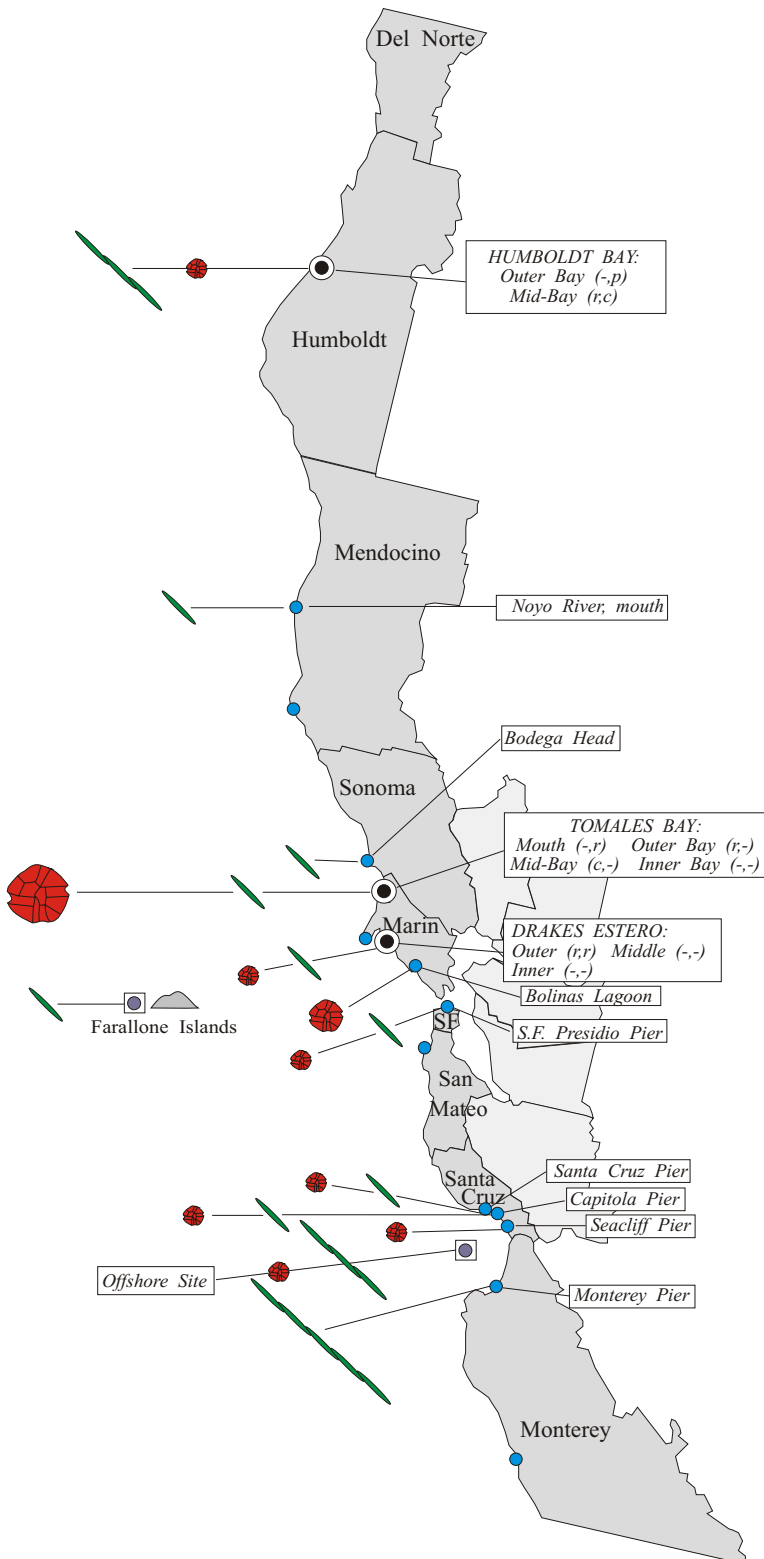 Del Norte
HUMBOLDT BAY:
Outer Bay (-,p)
Mid-Bay (r,c)
Humboldt
Mendocino
Noyo River, mouth
Bodega Head
Sonoma
TOMALES BAY:
Mouth (-,r) Outer Bay (r,-)
Mid-Bay (c,-) Inner Bay (-,-)
Marin
DRAKES ESTERO:
Outer (r,r) Middle (-,-)
Inner (-,-)
Bolinas Lagoon
Farallone Islands
SF
S.F. Presidio Pier
San
Mateo
Santa
Cruz
Santa Cruz Pier
Capitola Pier
Seacliff Pier
Offshore Site
Monterey Pier
Monterey